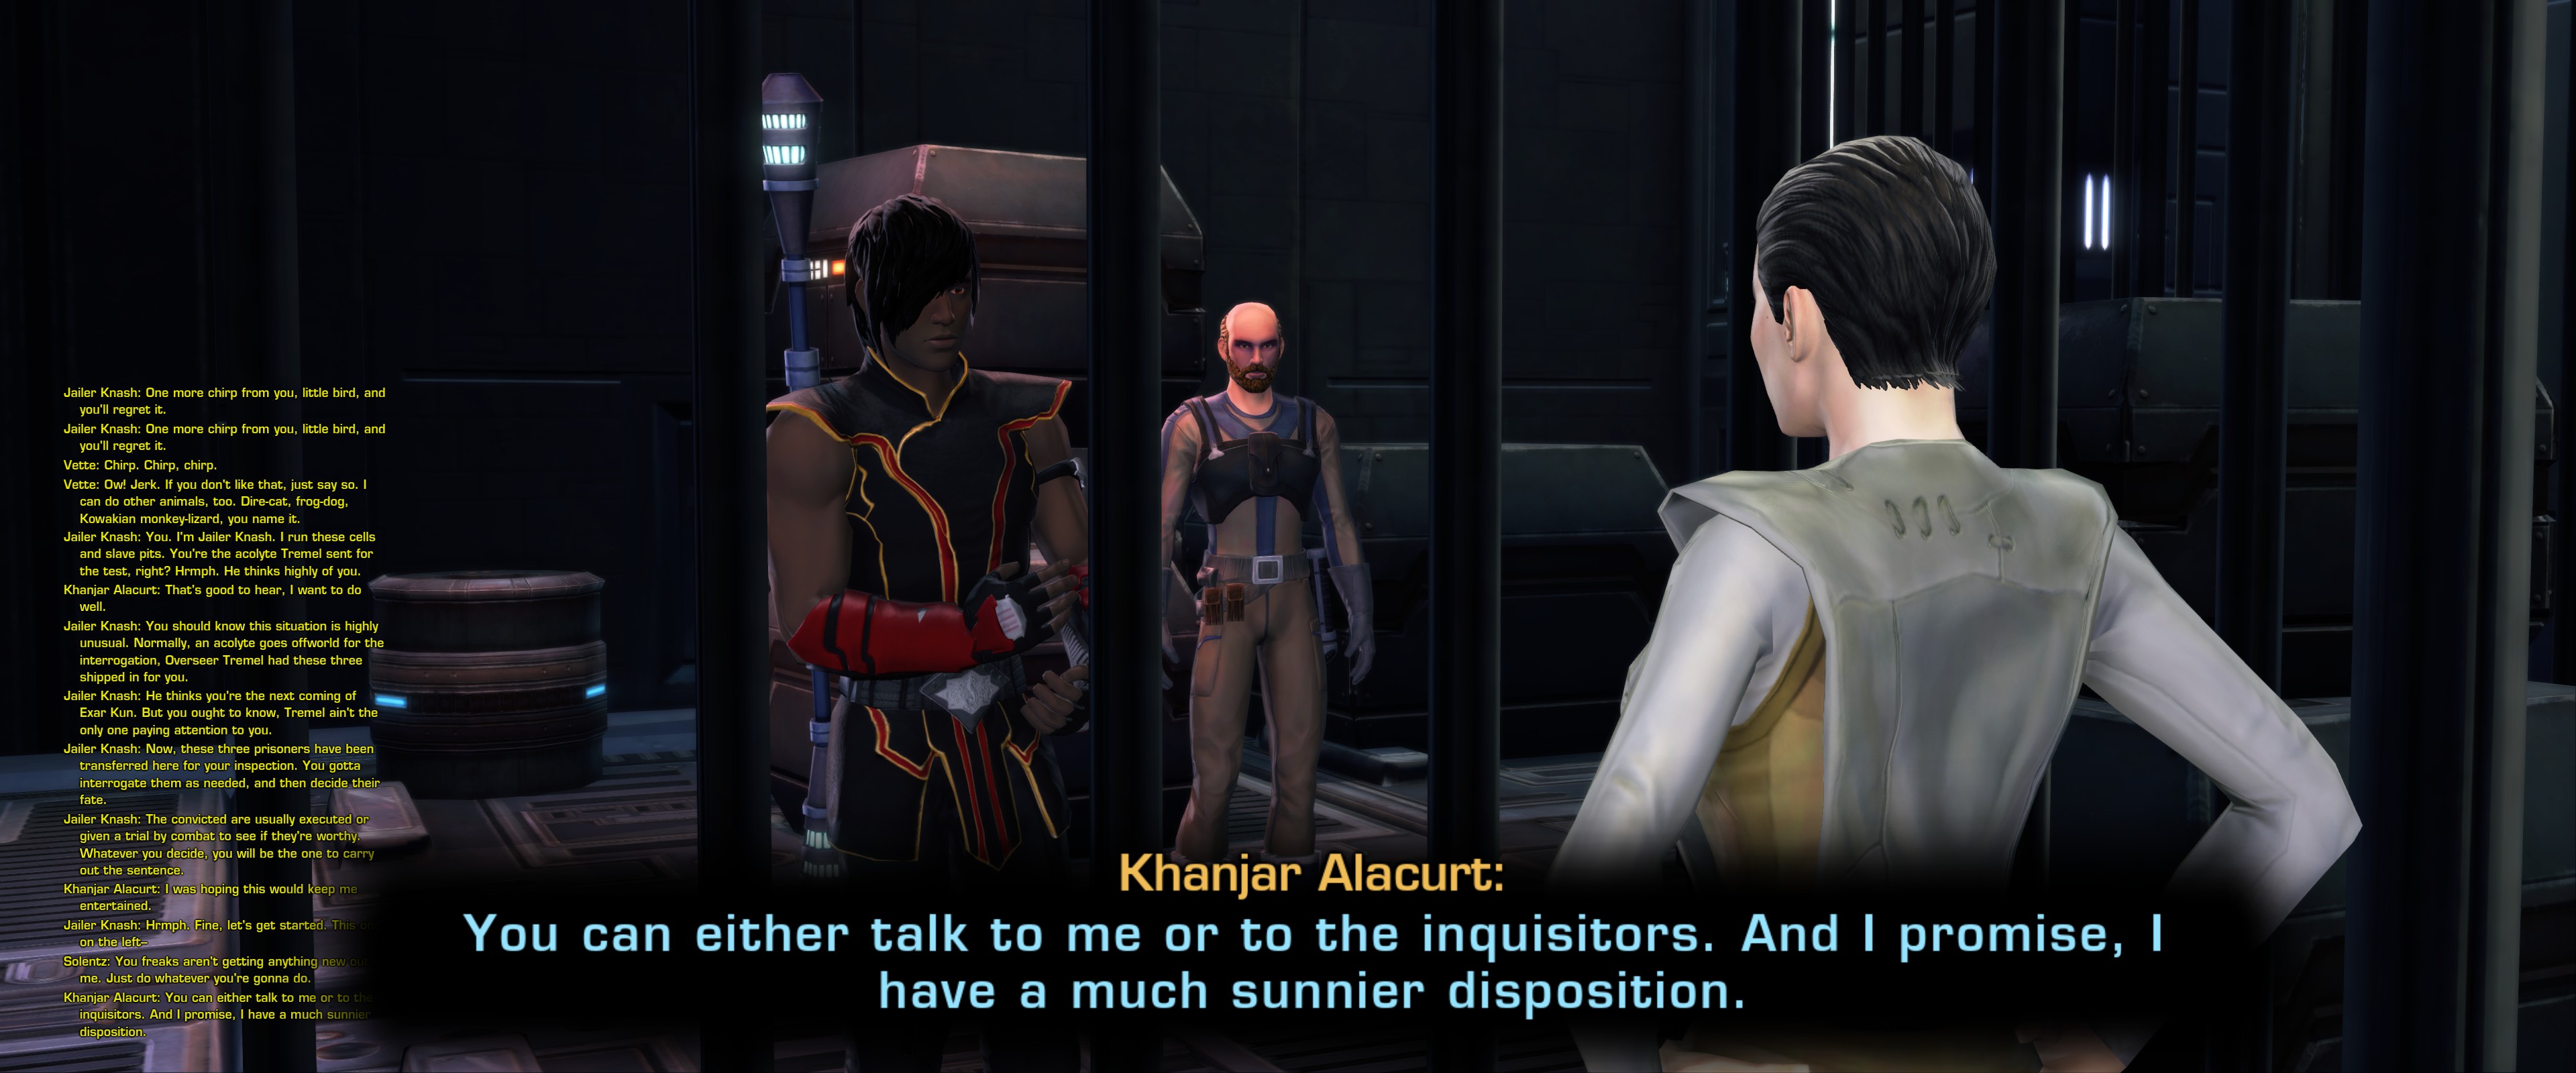 Jailer Knash: One more chirp from you, little bird, and
you'll regret it.
Jailer Knash: One more chirp from you, little bird, and
you'll regret it.
Vette: Chirp. Chirp, chirp.
Vette: Ow! Jerk. If you don't like that, just say so. I
can do other animals, too. Dire-cat, frog-dog,
Kowakian monkey-lizard, you name it.
Jailer Knash: You. I'm Jailer Knash. I run these cells
and slave pits. You're the acolyte Tremel sent for
the test, right? Hrmph. He thinks highly of you.
Khanjar Alacurt: That's good to hear, I want to do
well.
Jailer Knash: You should know this situation is highly
unusual. Normally, an acolyte goes offworld for the
interrogation, Overseer Tremel had these three
shipped in for you.
Jailer Knash: He thinks you're the next coming of
Exar Kun. But you ought to know, Tremel ain't the
only one paying attention to you.
Jailer Knash: Now, these three prisoners have been
transferred here for your inspection. You gotta
interrogate them as needed, and then decide their
fate.
Jailer Knash: The convicted are usually executed or
given a trial by combat to see if they're worthy.
Whatever you decide, you will be the one to carry
out the sentence.
Khanjar Alacurt: I was hoping this would keep me
entertained.
Jailer Knash: Hrmph. Fine, let's get started. This one
on the left–
Solentz: You freaks aren't getting anything new out
me. Just do whatever you're gonna do.
Khanjar Alacurt: You can either talk to me or to the
inquisitors. And I promise, I have a much sunnier
disposition.
Khanjar Alacurt:
You can either talk to me or to the inquisitors. And I promise, I
have a much sunnier disposition.